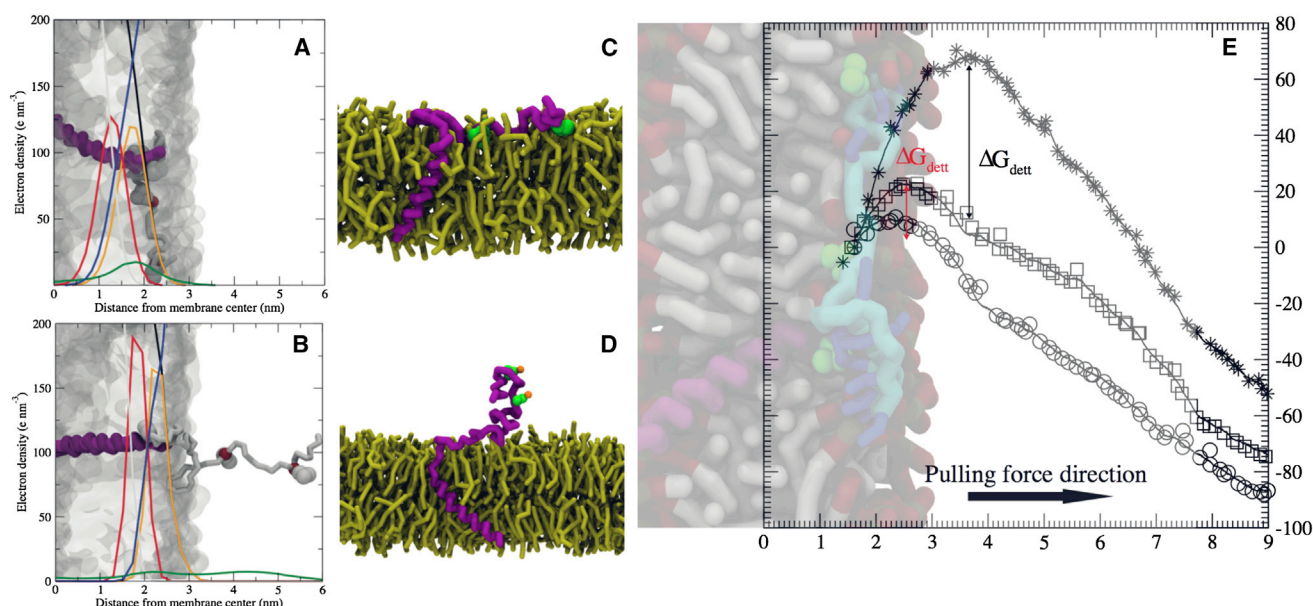 A
200
150
100
50
Electron density (e nm⁻³)
0 1 2 3 4 5 6
Distance from membrane center (nm)
B
200
150
100
50
0
Electron density (e nm⁻³)
0 1 2 3 4 5 6
Distance from membrane center (nm)
C
D
E
80
60
40
20
0
-20
-40
-60
-80
-100
ΔG_dett
ΔG_dett
Pulling force direction
0 1 2 3 4 5 6 7 8 9